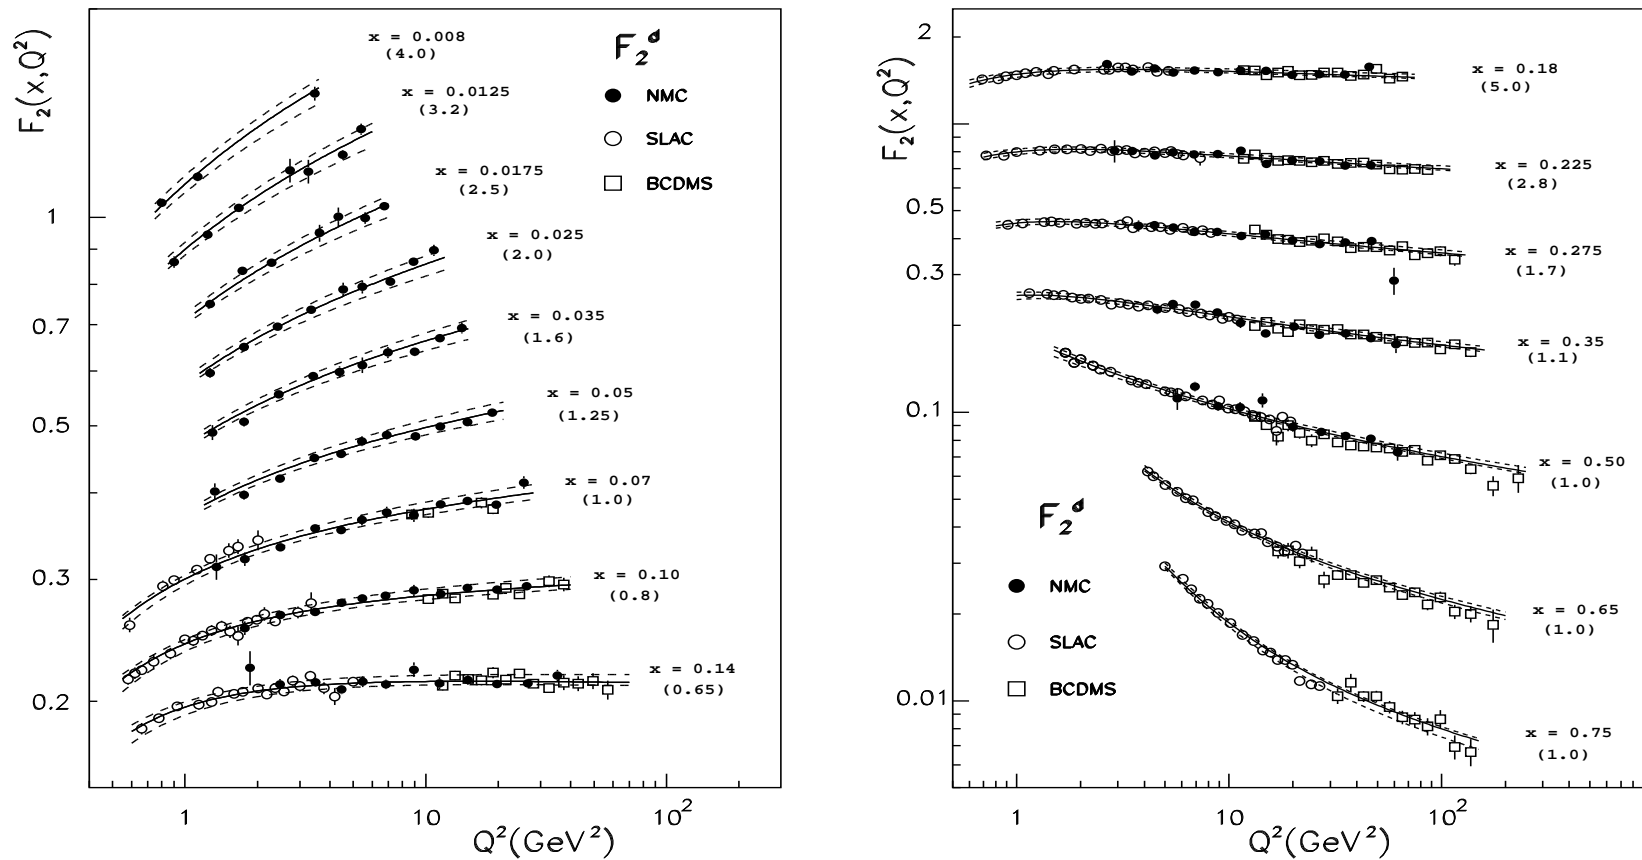 F₂(x,Q²)
1
0.7
0.5
0.3
0.2
x = 0.008
(4.0)
x = 0.0125
(3.2)
x = 0.0175
(2.5)
x = 0.025
(2.0)
x = 0.035
(1.6)
x = 0.05
(1.25)
x = 0.07
(1.0)
x = 0.10
(0.8)
x = 0.14
(0.65)
F₂ᵈ
NMC
SLAC
BCDMS
1
10
10²
Q²(GeV²)
F₂(x,Q²)
2
0.5
0.3
0.1
0.01
x = 0.18
(5.0)
x = 0.225
(2.8)
x = 0.275
(1.7)
x = 0.35
(1.1)
x = 0.50
(1.0)
x = 0.65
(1.0)
x = 0.75
(1.0)
F₂ᵈ
NMC
SLAC
BCDMS
1
10
10²
Q²(GeV²)